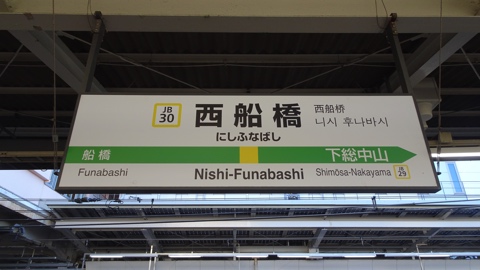 JB
30
西船橋
西船桥
니시 후나바시
にしふなばし
船橋
下総中山
Funabashi
Nishi-Funabashi
Shimōsa-Nakayama
JB
29